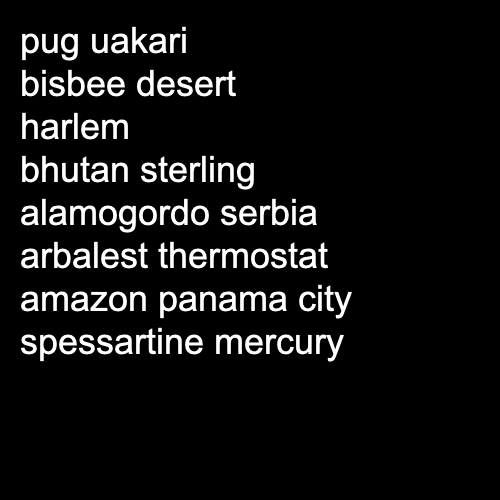 pug uakari
bisbee desert
harlem
bhutan sterling
alamogordo serbia
arbalest thermostat
amazon panama city
spessartine mercury